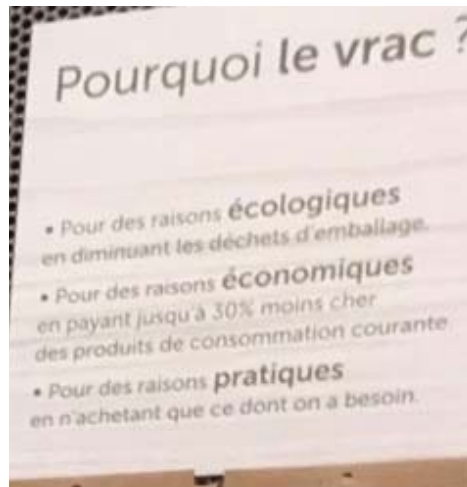 Pourquoi le vrac ?
• Pour des raisons écologiques
en diminuant les déchets d'emballage.
• Pour des raisons économiques
en payant jusqu'à 30% moins cher
des produits de consommation courante
• Pour des raisons pratiques
en n'achetant que ce dont on a besoin.